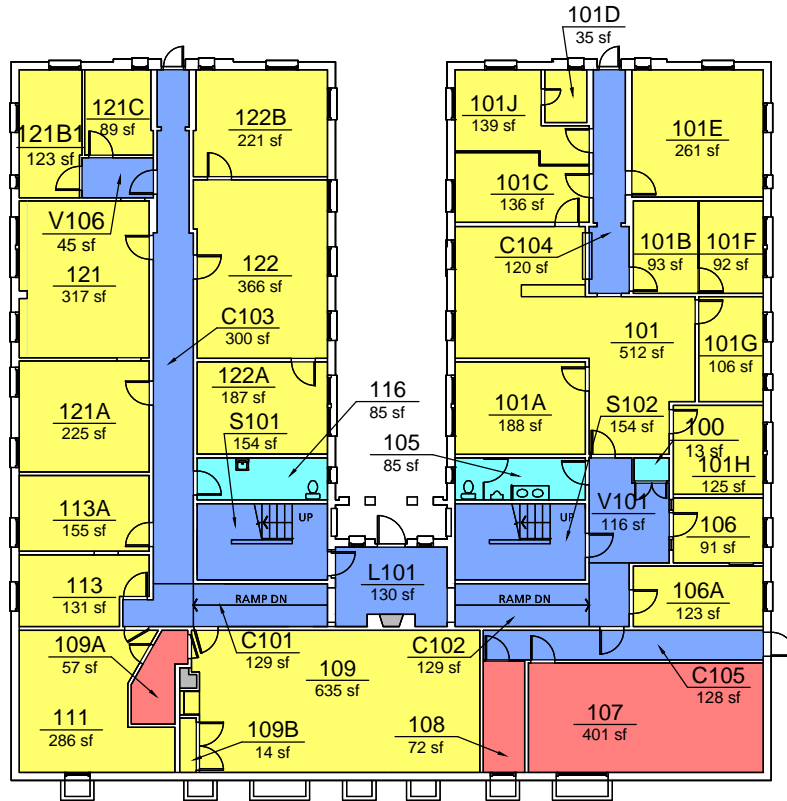 101D
35 sf
121C
89 sf
121B1
123 sf
122B
221 sf
101J
139 sf
101E
261 sf
101C
136 sf
V106
45 sf
121
317 sf
122
366 sf
C104
120 sf
101B
93 sf
101F
92 sf
C103
300 sf
101
512 sf
101G
106 sf
122A
187 sf
121A
225 sf
S101
154 sf
116
85 sf
101A
188 sf
S102
154 sf
105
85 sf
100
13 sf
101H
125 sf
113A
155 sf
UP
UP
V101
116 sf
106
91 sf
113
131 sf
L101
130 sf
106A
123 sf
RAMP DN
RAMP DN
C101
129 sf
C102
129 sf
109A
57 sf
109
635 sf
C105
128 sf
111
286 sf
109B
14 sf
108
72 sf
107
401 sf